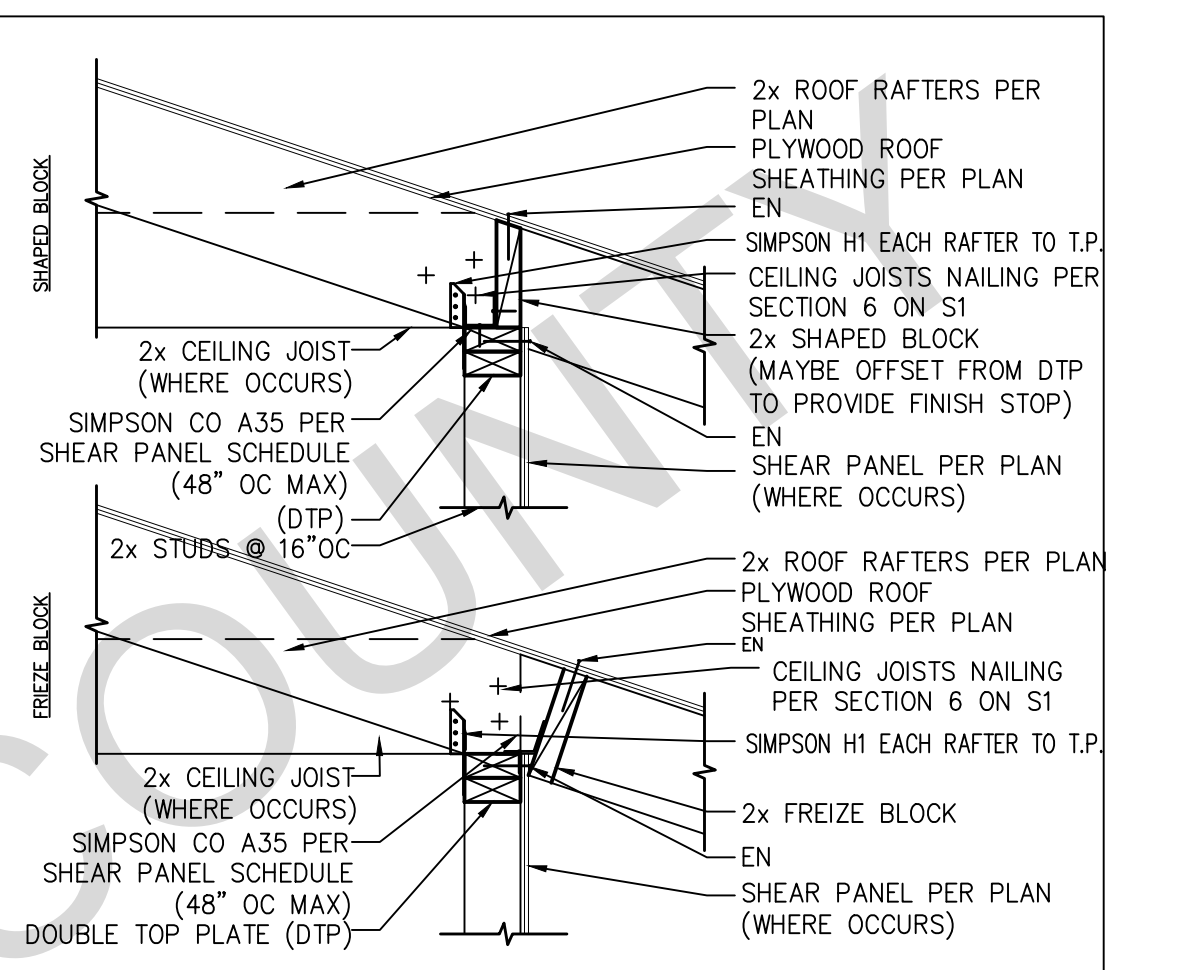 SHAPED BLOCK
2x ROOF RAFTERS PER
PLAN
PLYWOOD ROOF
SHEATHING PER PLAN
EN
SIMPSON H1 EACH RAFTER TO T.P.
CEILING JOISTS NAILING PER
SECTION 6 ON S1
2x SHAPED BLOCK
(MAYBE OFFSET FROM DTP
TO PROVIDE FINISH STOP)
EN
SHEAR PANEL PER PLAN
(WHERE OCCURS)
2x CEILING JOIST
(WHERE OCCURS)
SIMPSON CO A35 PER
SHEAR PANEL SCHEDULE
(48" OC MAX)
(DTP)
2x STUDS @ 16"OC
FRIEZE BLOCK
2x ROOF RAFTERS PER PLAN
PLYWOOD ROOF
SHEATHING PER PLAN
EN
CEILING JOISTS NAILING
PER SECTION 6 ON S1
SIMPSON H1 EACH RAFTER TO T.P.
2x FREIZE BLOCK
EN
SHEAR PANEL PER PLAN
(WHERE OCCURS)
2x CEILING JOIST
(WHERE OCCURS)
SIMPSON CO A35 PER
SHEAR PANEL SCHEDULE
(48" OC MAX)
DOUBLE TOP PLATE (DTP)
COUNTY